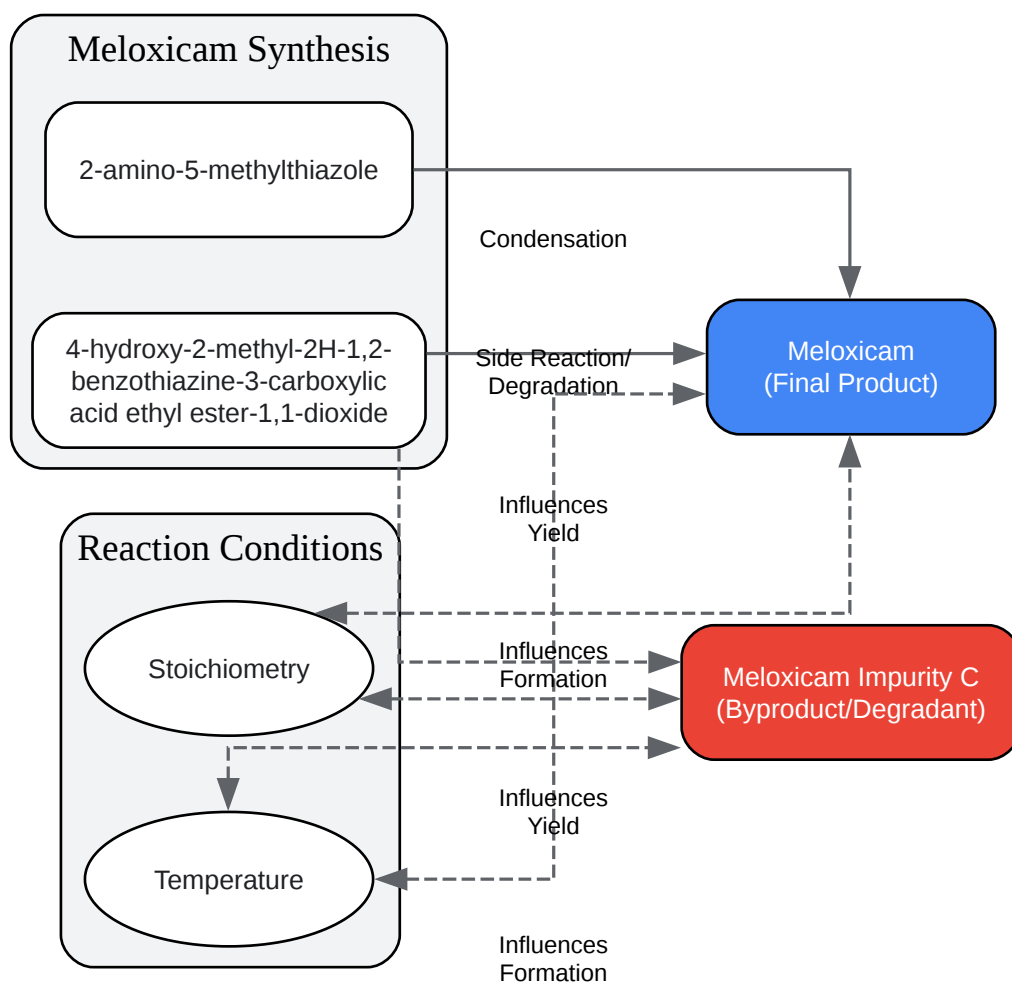 Meloxicam Synthesis
2-amino-5-methylthiazole
Condensation
4-hydroxy-2-methyl-2H-1,2-
benzothiazine-3-carboxylic
acid ethyl ester-1,1-dioxide
Side Reaction/
Degradation
Meloxicam
(Final Product)
Influences
Yield
Reaction Conditions
Stoichiometry
Influences
Formation
Meloxicam Impurity C
(Byproduct/Degradant)
Influences
Yield
Temperature
Influences
Formation